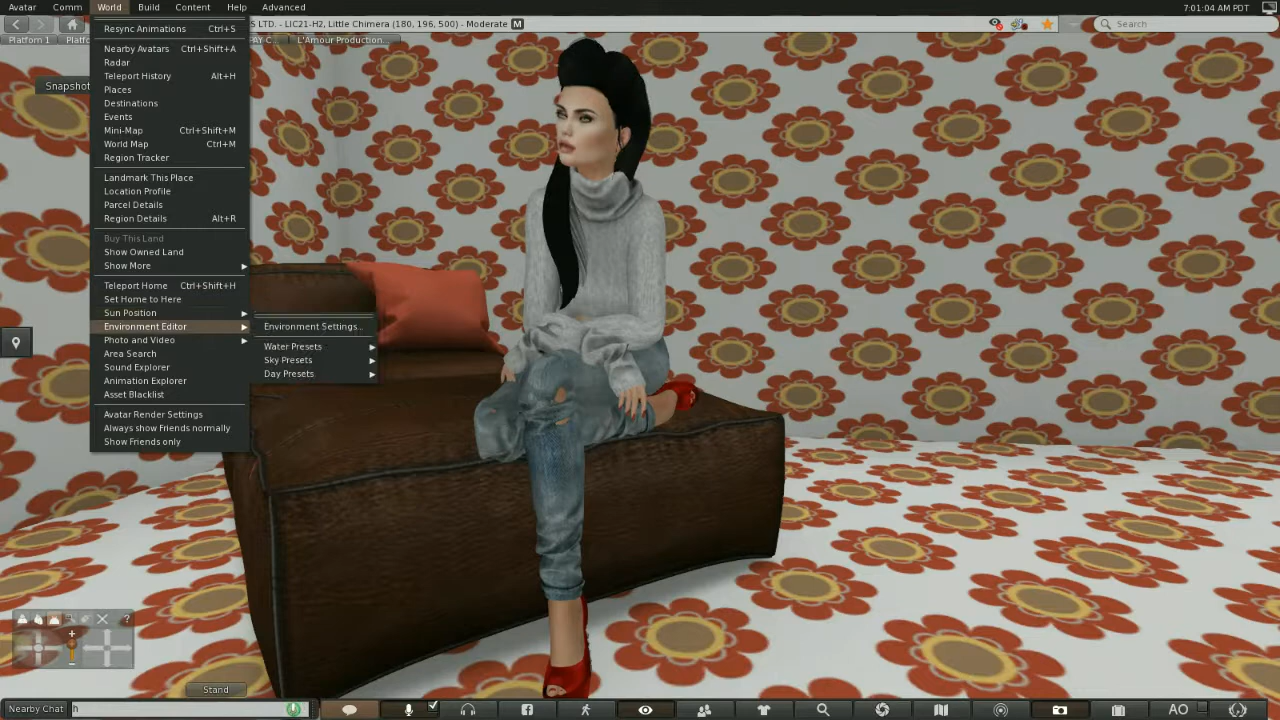 Avatar Comm World Build Content Help Advanced 7:01:04 AM PDT
S LTD. - LIC21-H2, Little Chimera (180, 196, 500) - Moderate M Search
Platform 1 L'Amour Production...
Snapshot
Resync Animations Ctrl+S
Nearby Avatars Ctrl+Shift+A
Radar
Teleport History Alt+H
Places
Destinations
Events
Mini-Map Ctrl+Shift+M
World Map Ctrl+M
Region Tracker
Landmark This Place
Location Profile
Parcel Details
Region Details Alt+R
Buy This Land
Show Owned Land
Show More
Teleport Home Ctrl+Shift+H
Set Home to Here
Sun Position
Environment Editor
Photo and Video
Area Search
Sound Explorer
Animation Explorer
Asset Blacklist
Avatar Render Settings
Always show Friends normally
Show Friends only
Environment Settings...
Water Presets
Sky Presets
Day Presets
?
Stand
Nearby Chat h AO